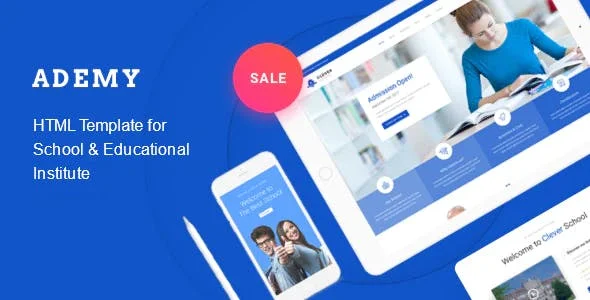 ADEMY
HTML Template for
School & Educational
Institute
SALE
CLEVER
Admission Open!
Welcome to
The Best School
Welcome to Clever School